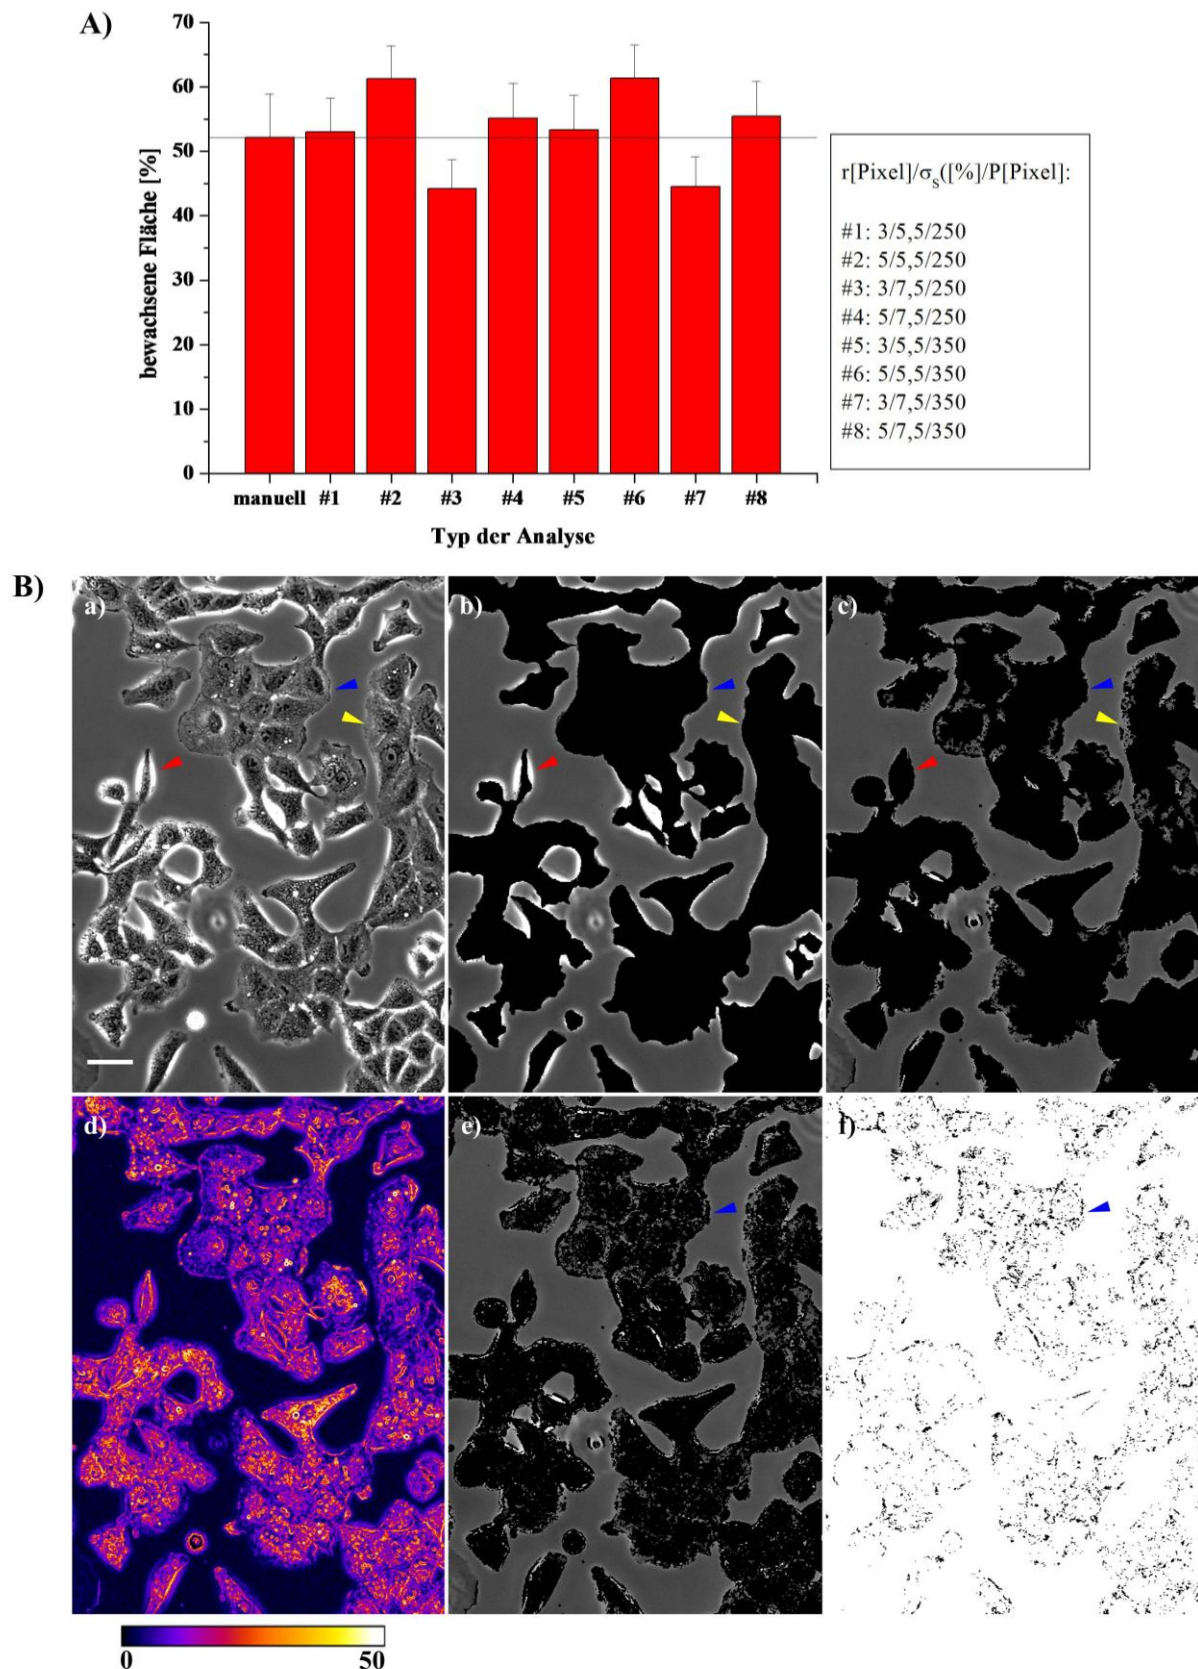 A)
70
60
50
40
30
20
10
0
bewachsene Fläche [%]
manuell #1 #2 #3 #4 #5 #6 #7 #8
Typ der Analyse
r[Pixel]/σS([%]/P[Pixel]:
#1: 3/5,5/250
#2: 5/5,5/250
#3: 3/7,5/250
#4: 5/7,5/250
#5: 3/5,5/350
#6: 5/5,5/350
#7: 3/7,5/350
#8: 5/7,5/350
B)
a) b) c)
d) e) f)
0 50